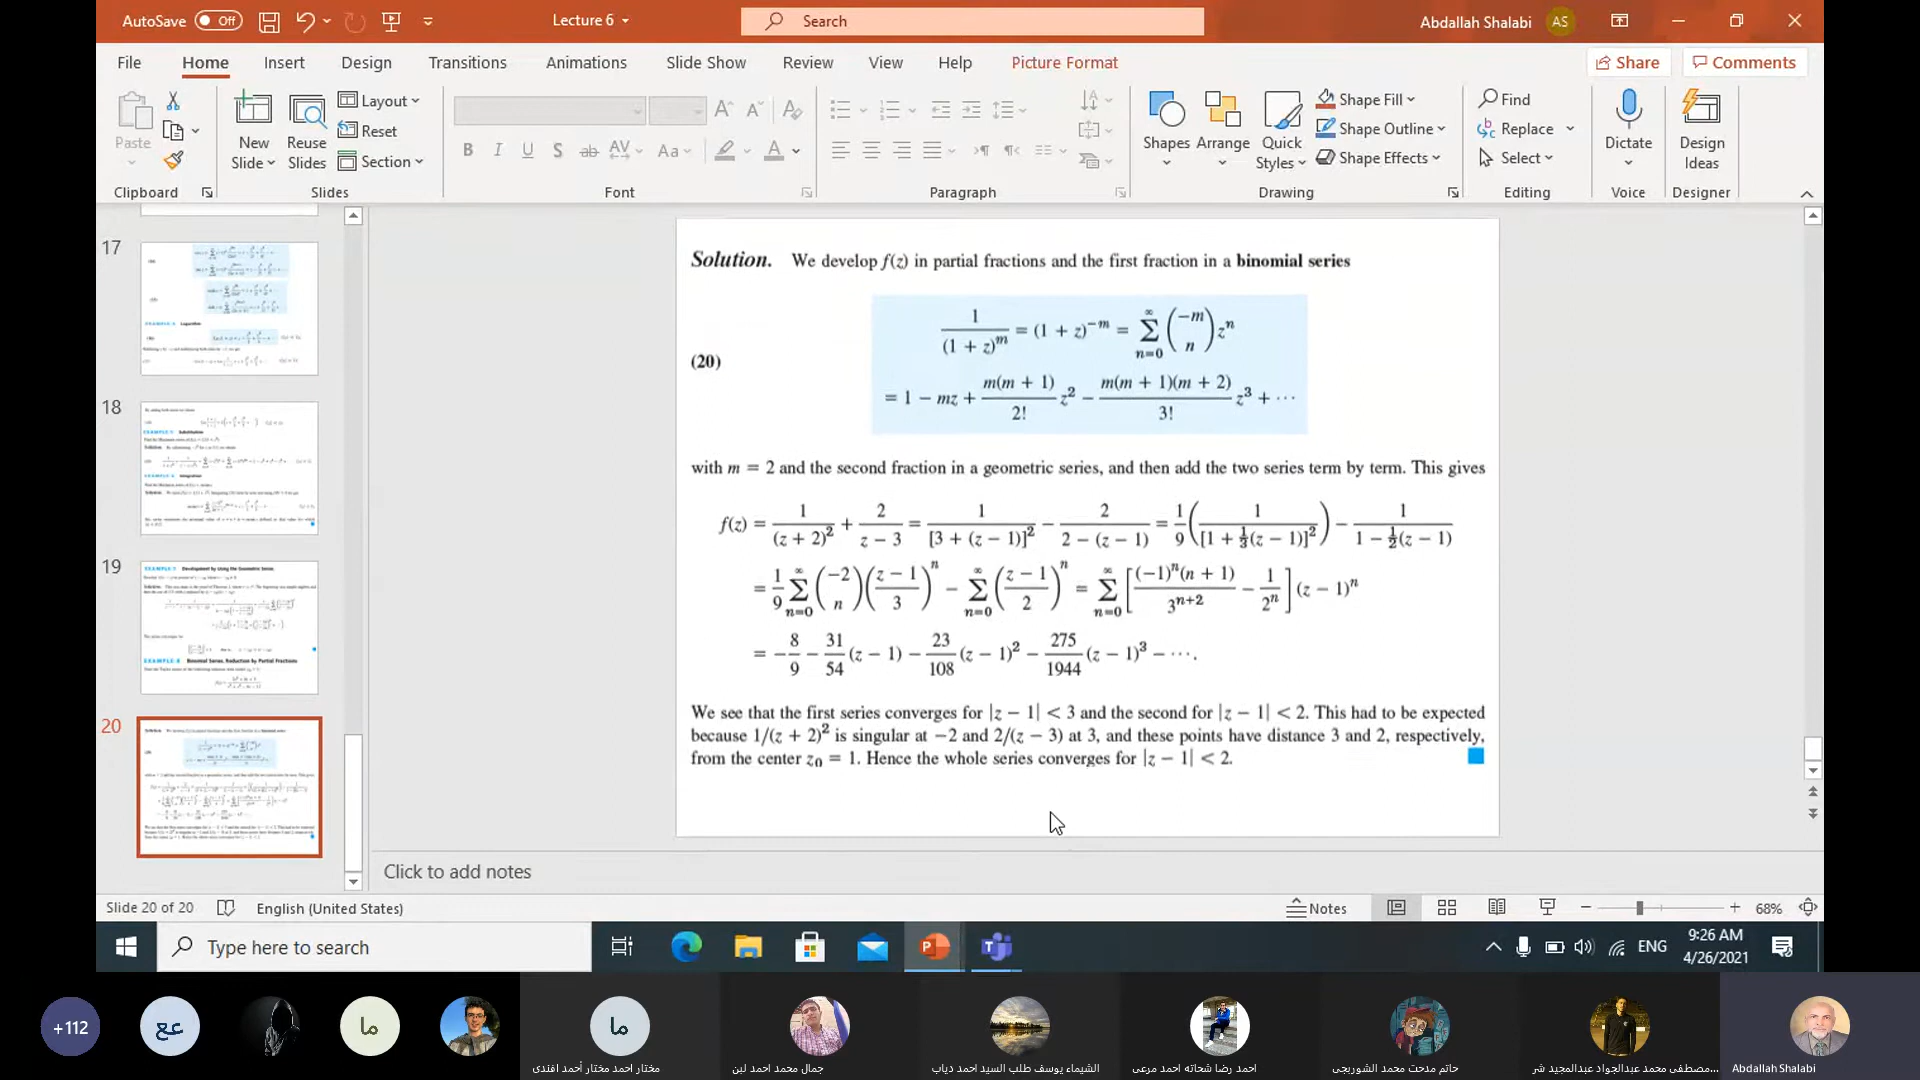 AutoSave Off Lecture 6 Search Abdallah Shalabi AS
File Home Insert Design Transitions Animations Slide Show Review View Help Picture Format Share Comments
Paste New Slide Reuse Slides Layout Reset Section
B I U S ab AV Aa A
Shapes Arrange Quick Styles Shape Fill Shape Outline Shape Effects
Find Replace Select Dictate Design Ideas
Clipboard Slides Font Paragraph Drawing Editing Voice Designer
17
18
19
20
Solution. We develop f(z) in partial fractions and the first fraction in a binomial series
1/(1 + z)^m = (1 + z)^−m = ∑_{n=0}^∞ (−m n) z^n
(20)
= 1 − mz + m(m + 1)/2! z^2 − m(m + 1)(m + 2)/3! z^3 + ⋯
with m = 2 and the second fraction in a geometric series, and then add the two series term by term. This gives
f(z) = 1/(z + 2)^2 + 2/(z − 3) = 1/[3 + (z − 1)]^2 − 2/(2 − (z − 1)) = 1/9 (1/[1 + 1/3(z − 1)]^2) − 1/(1 − 1/2(z − 1))
= 1/9 ∑_{n=0}^∞ (−2 n) ((z − 1)/3)^n − ∑_{n=0}^∞ ((z − 1)/2)^n = ∑_{n=0}^∞ [(−1)^n(n + 1)/3^{n+2} − 1/2^n] (z − 1)^n
= −8/9 − 31/54 (z − 1) − 23/108 (z − 1)^2 − 275/1944 (z − 1)^3 − ⋯.
We see that the first series converges for |z − 1| < 3 and the second for |z − 1| < 2. This had to be expected
because 1/(z + 2)^2 is singular at −2 and 2/(z − 3) at 3, and these points have distance 3 and 2, respectively,
from the center z_0 = 1. Hence the whole series converges for |z − 1| < 2.
Click to add notes
Slide 20 of 20 English (United States) Notes 68%
Type here to search ENG 9:26 AM
4/26/2021
+112 عع ما ما
مختار احمد مختار أحمد افندى جمال محمد احمد لبن الشيماء يوسف طلب السيد احمد دياب احمد رضا شحاته احمد مرعى حاتم مدحت محمد الشوربجى مصطفى محمد عبدالجواد عبدالمجيد شر... Abdallah Shalabi